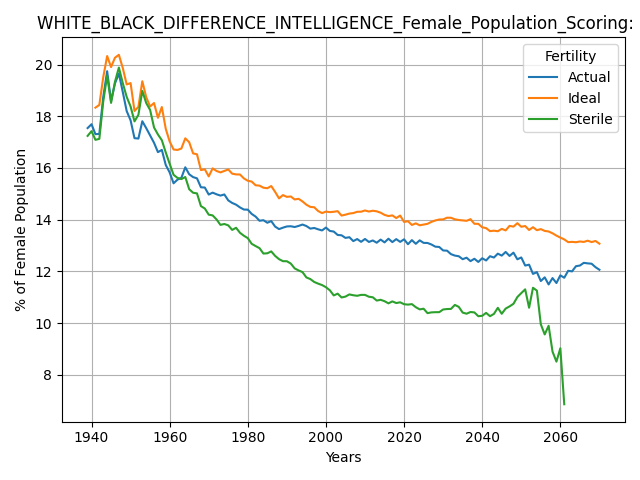 WHITE_BLACK_DIFFERENCE_INTELLIGENCE_Female_Population_Scoring:
Fertility
Actual
Ideal
Sterile
% of Female Population
20
18
16
14
12
10
8
1940 1960 1980 2000 2020 2040 2060
Years